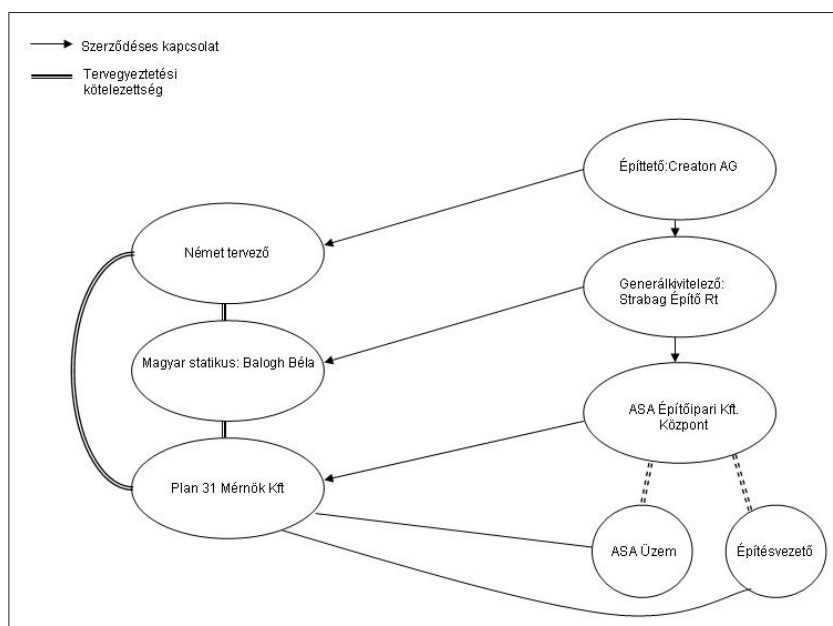 Szerződéses kapcsolat
Tervegyeztetési
kötelezettség
Építtető:Creaton AG
Német tervező
Generálkivitelező:
Strabag Építő Rt
Magyar statikus: Balogh Béla
ASA Építőipari Kft.
Központ
Plan 31 Mérnök Kft
ASA Üzem
Építésvezető